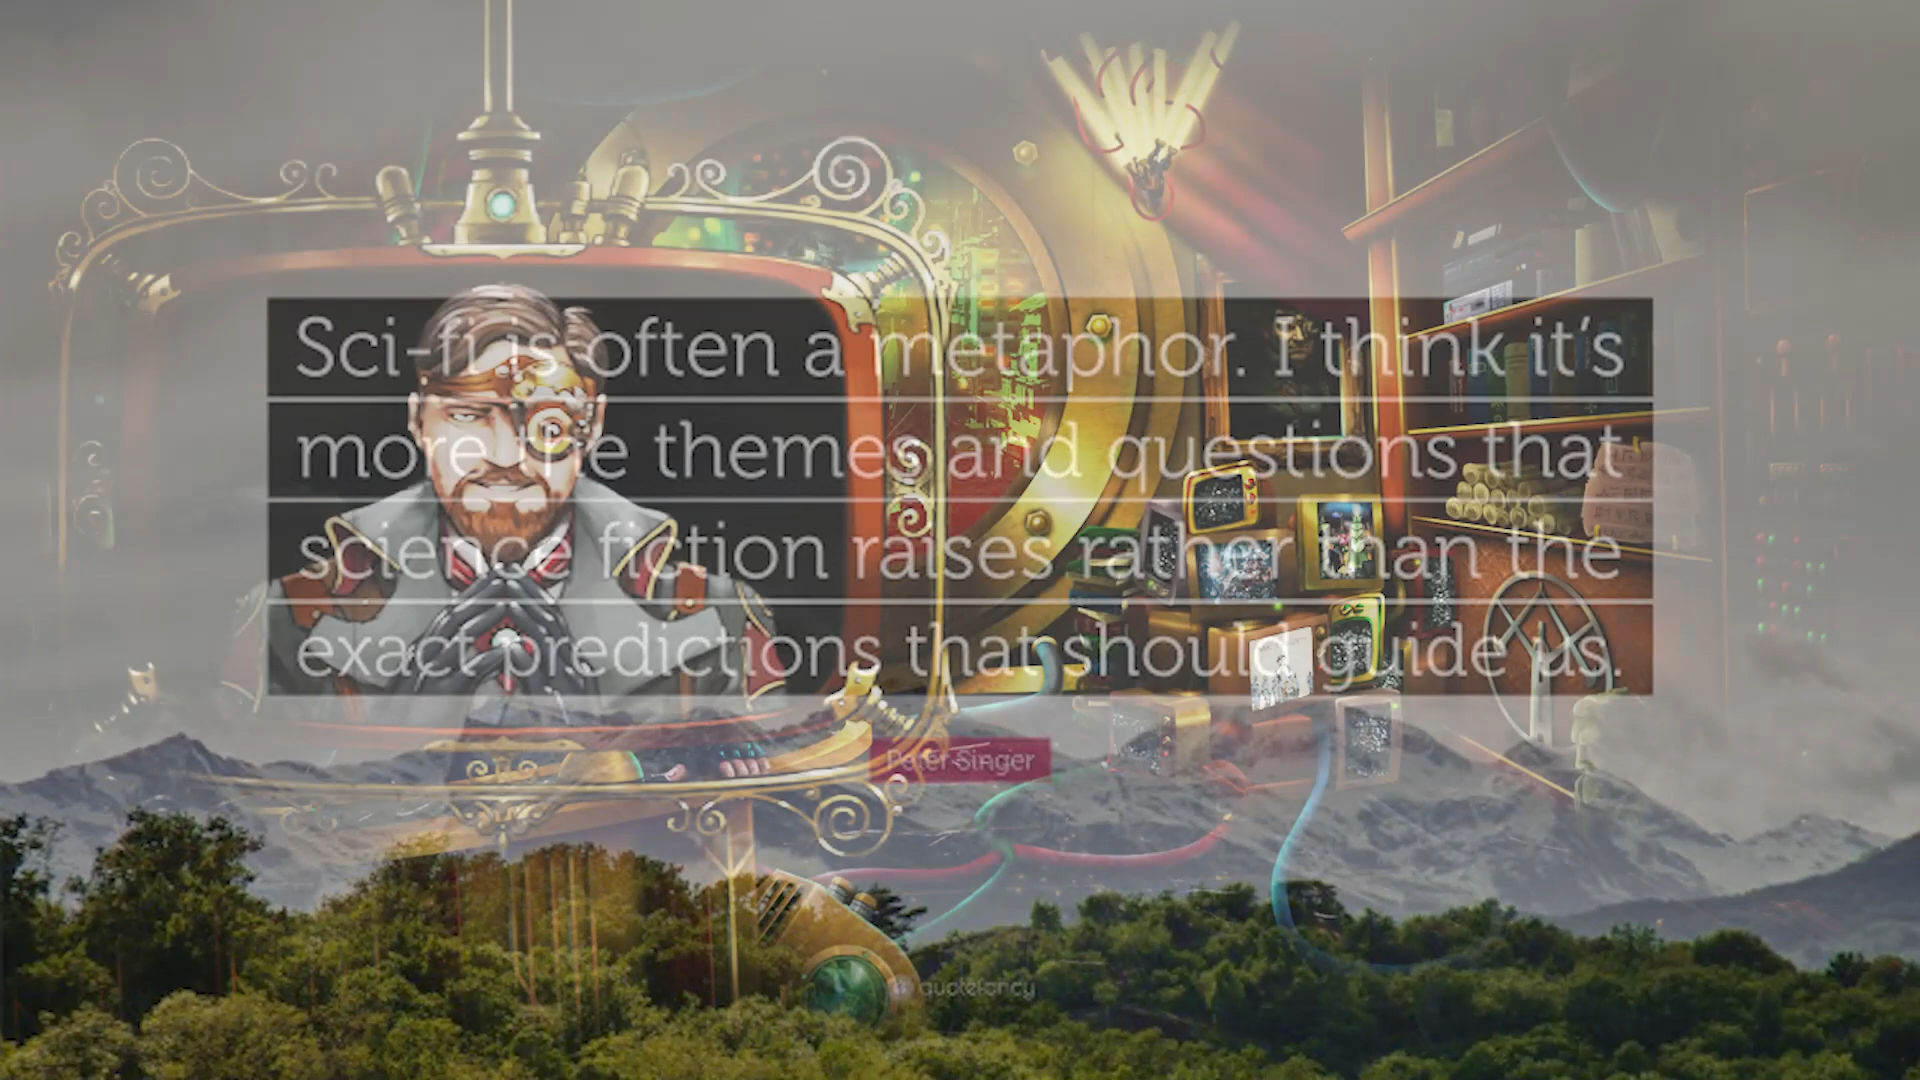 Sci-fi is often a metaphor. I think it's
more the themes and questions that
science fiction raises rather than the
exact predictions that should guide us.
Peter Singer
quotefancy